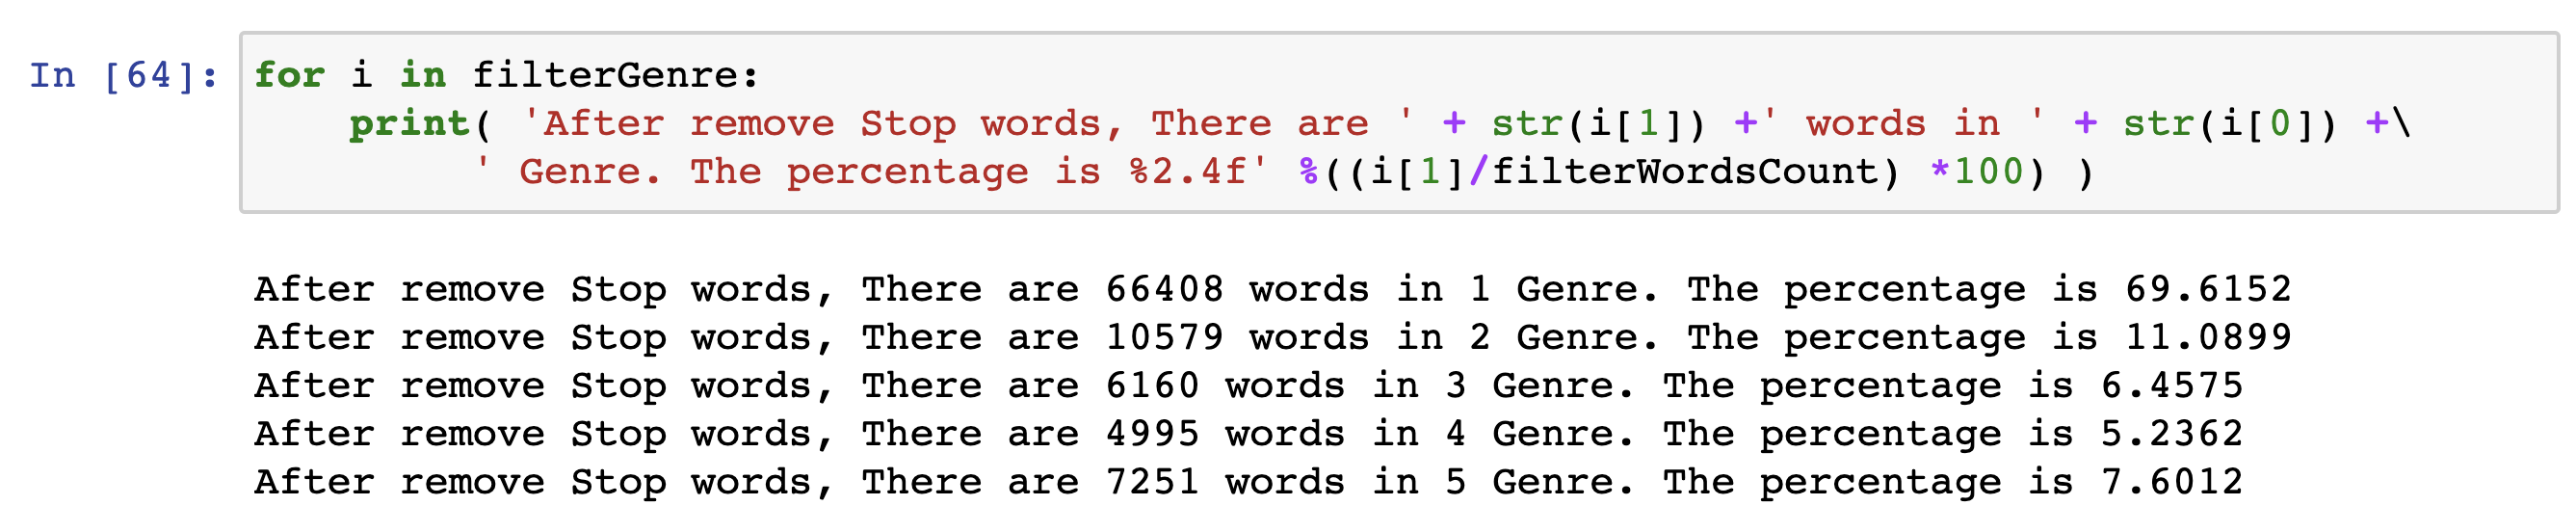 In [64]: for i in filterGenre:
print( 'After remove Stop words, There are ' + str(i[1]) +' words in ' + str(i[0]) +\
' Genre. The percentage is %2.4f' %((i[1]/filterWordsCount) *100) )
After remove Stop words, There are 66408 words in 1 Genre. The percentage is 69.6152
After remove Stop words, There are 10579 words in 2 Genre. The percentage is 11.0899
After remove Stop words, There are 6160 words in 3 Genre. The percentage is 6.4575
After remove Stop words, There are 4995 words in 4 Genre. The percentage is 5.2362
After remove Stop words, There are 7251 words in 5 Genre. The percentage is 7.6012